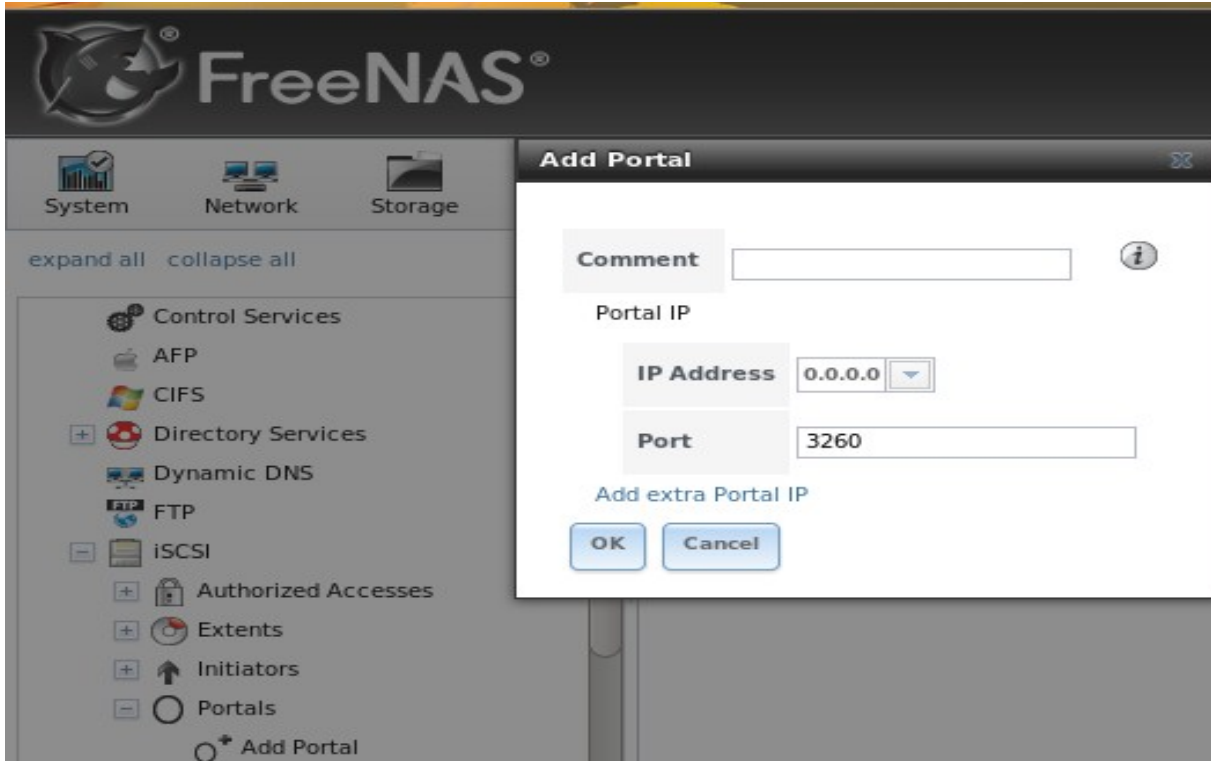 FreeNAS®
System Network Storage
expand all collapse all
Control Services
AFP
CIFS
Directory Services
Dynamic DNS
FTP
iSCSI
Authorized Accesses
Extents
Initiators
Portals
Add Portal
Add Portal
Comment
Portal IP
IP Address 0.0.0.0
Port 3260
Add extra Portal IP
OK Cancel